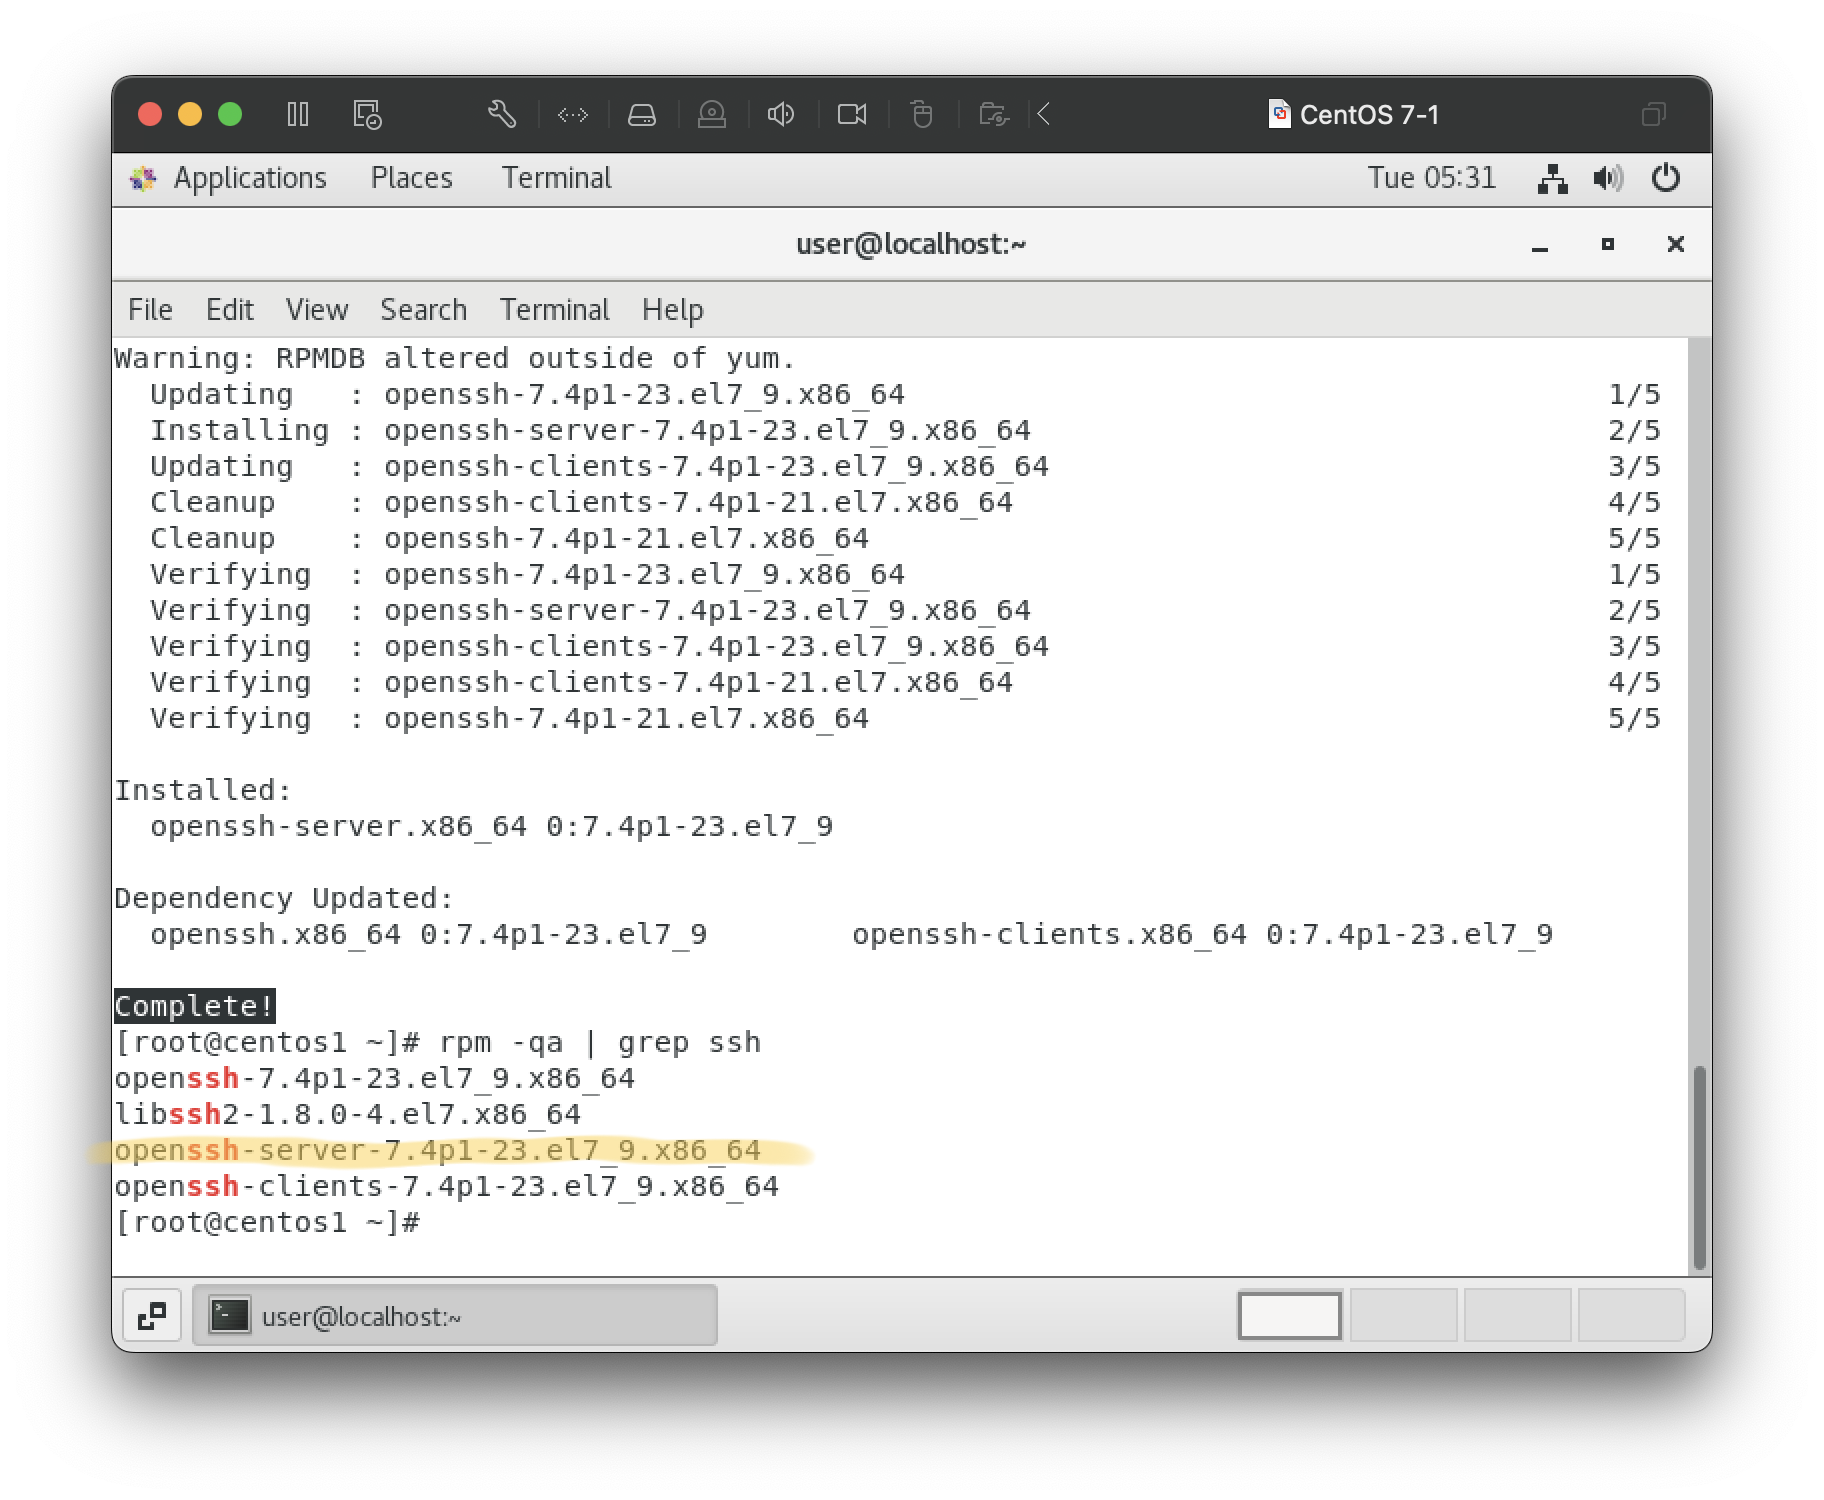 CentOS 7-1
Applications Places Terminal Tue 05:31
user@localhost:~
File Edit View Search Terminal Help
Warning: RPMDB altered outside of yum.
  Updating   : openssh-7.4p1-23.el7_9.x86_64 1/5
  Installing : openssh-server-7.4p1-23.el7_9.x86_64 2/5
  Updating   : openssh-clients-7.4p1-23.el7_9.x86_64 3/5
  Cleanup    : openssh-clients-7.4p1-21.el7.x86_64 4/5
  Cleanup    : openssh-7.4p1-21.el7.x86_64 5/5
  Verifying  : openssh-7.4p1-23.el7_9.x86_64 1/5
  Verifying  : openssh-server-7.4p1-23.el7_9.x86_64 2/5
  Verifying  : openssh-clients-7.4p1-23.el7_9.x86_64 3/5
  Verifying  : openssh-clients-7.4p1-21.el7.x86_64 4/5
  Verifying  : openssh-7.4p1-21.el7.x86_64 5/5
Installed:
  openssh-server.x86_64 0:7.4p1-23.el7_9
Dependency Updated:
  openssh.x86_64 0:7.4p1-23.el7_9        openssh-clients.x86_64 0:7.4p1-23.el7_9
Complete!
[root@centos1 ~]# rpm -qa | grep ssh
openssh-7.4p1-23.el7_9.x86_64
libssh2-1.8.0-4.el7.x86_64
openssh-server-7.4p1-23.el7_9.x86_64
openssh-clients-7.4p1-23.el7_9.x86_64
[root@centos1 ~]#
user@localhost:~